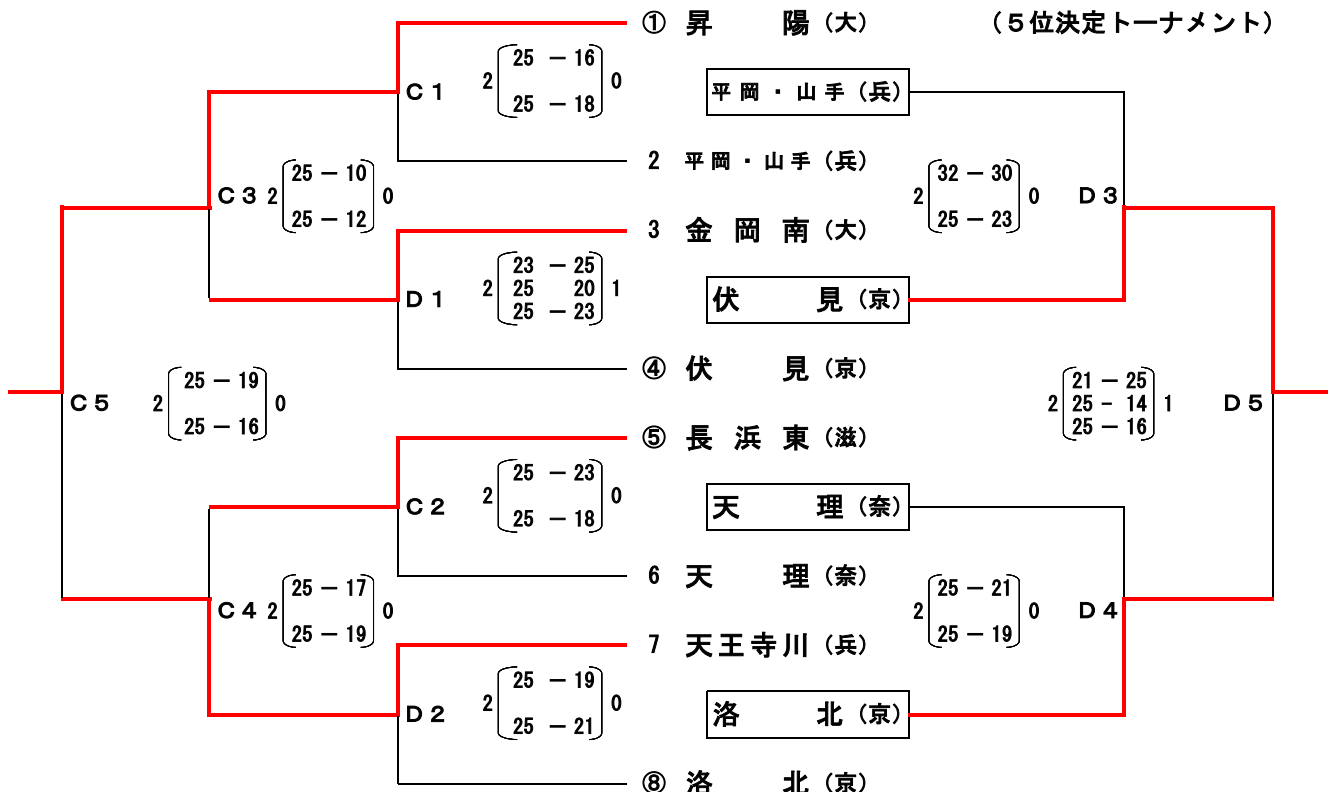 ① 昇 陽（大） （５位決定トーナメント）
25 － 16
2 0
Ｃ１
25 － 18
平岡・山手（兵）
2 平岡・山手（兵）
25 － 10
Ｃ３ 2 0
25 － 12
32 － 30
2 0 Ｄ３
25 － 23
3 金岡南（大）
23 － 25
Ｄ１ 2 25 20 1
25 － 23
伏 見（京）
④ 伏 見（京）
25 － 19
Ｃ５ 2 0
25 － 16
21 － 25
2 25 - 14 1 Ｄ５
25 － 16
⑤ 長浜東（滋）
25 － 23
Ｃ２ 2 0
25 － 18
天 理（奈）
6 天 理（奈）
25 － 17
Ｃ４ 2 0
25 － 19
25 － 21
2 0 Ｄ４
25 － 19
7 天王寺川（兵）
25 － 19
Ｄ２ 2 0
25 － 21
洛 北（京）
⑧ 洛 北（京）